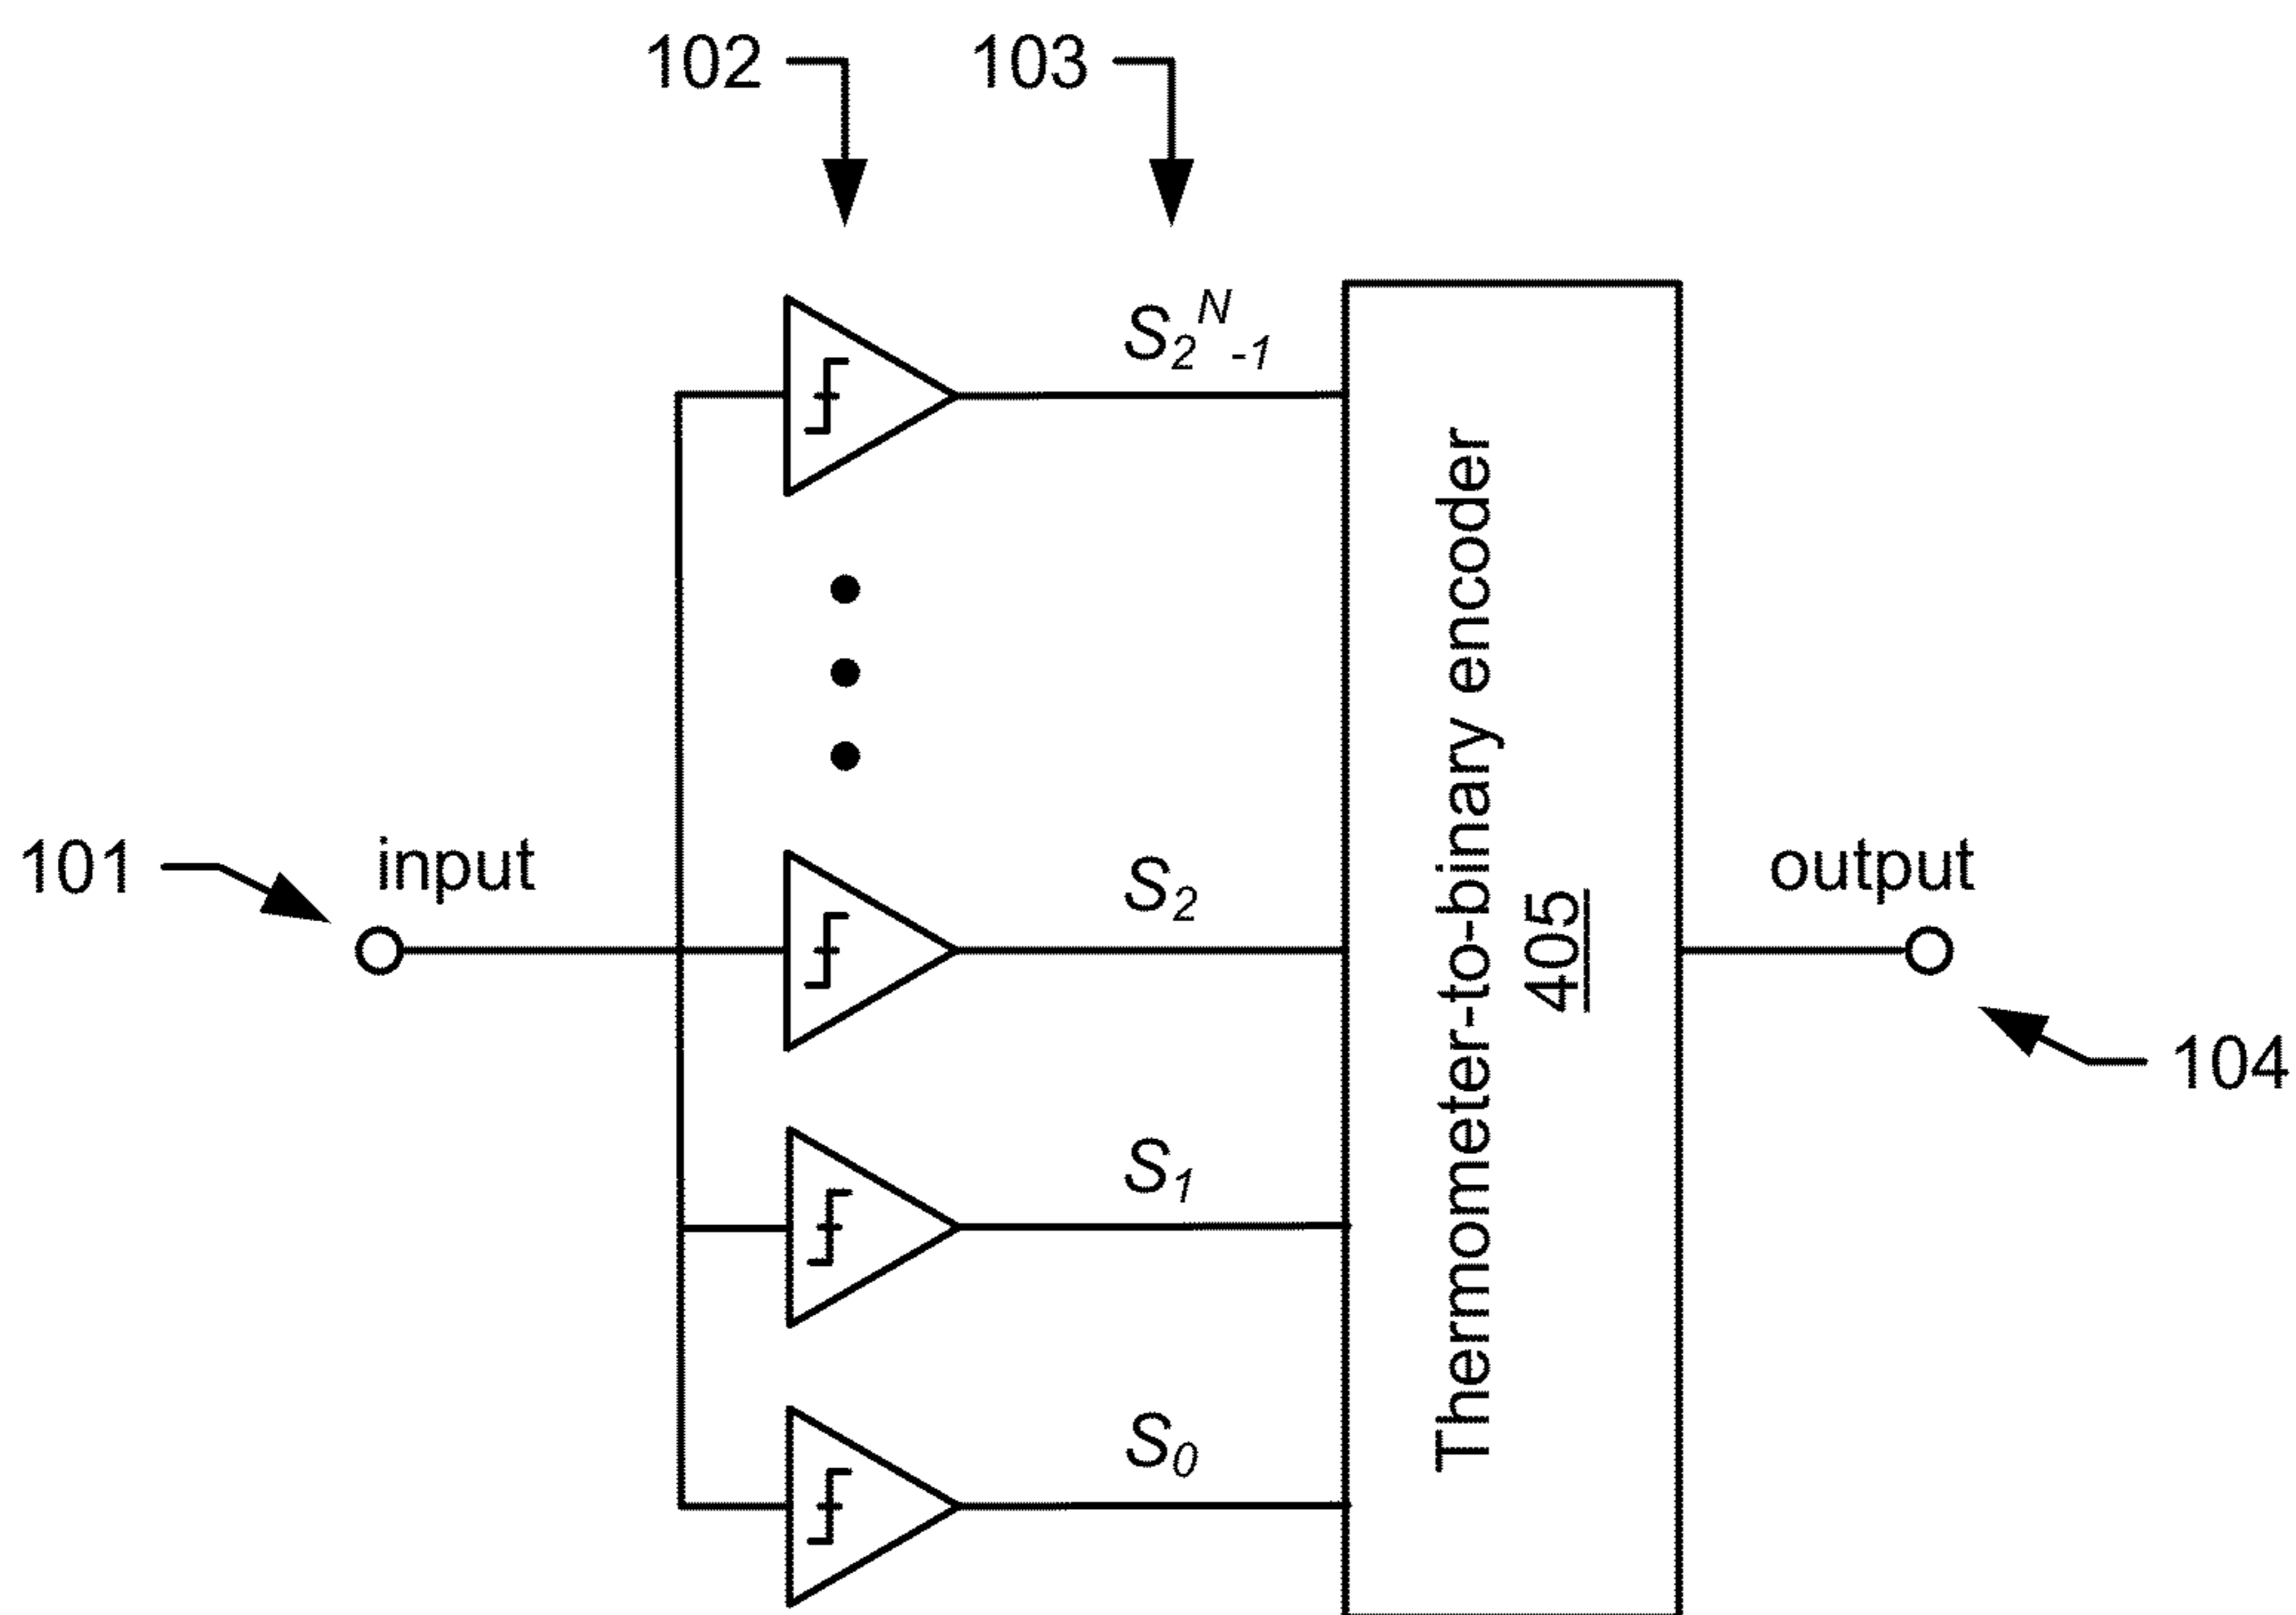 102
103
S₂ᴺ₋₁
101
input
S₂
output
104
S₁
S₀
Thermometer-to-binary encoder
405